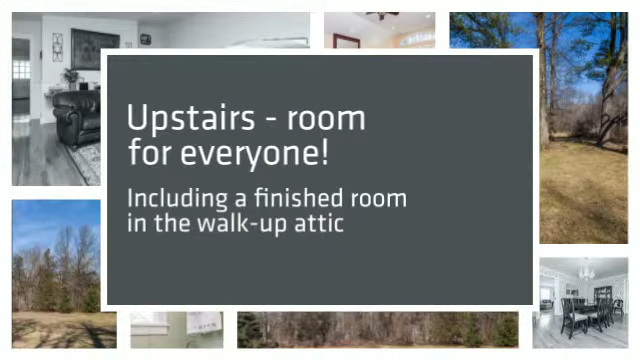 Upstairs - room
for everyone!
Including a finished room
in the walk-up attic